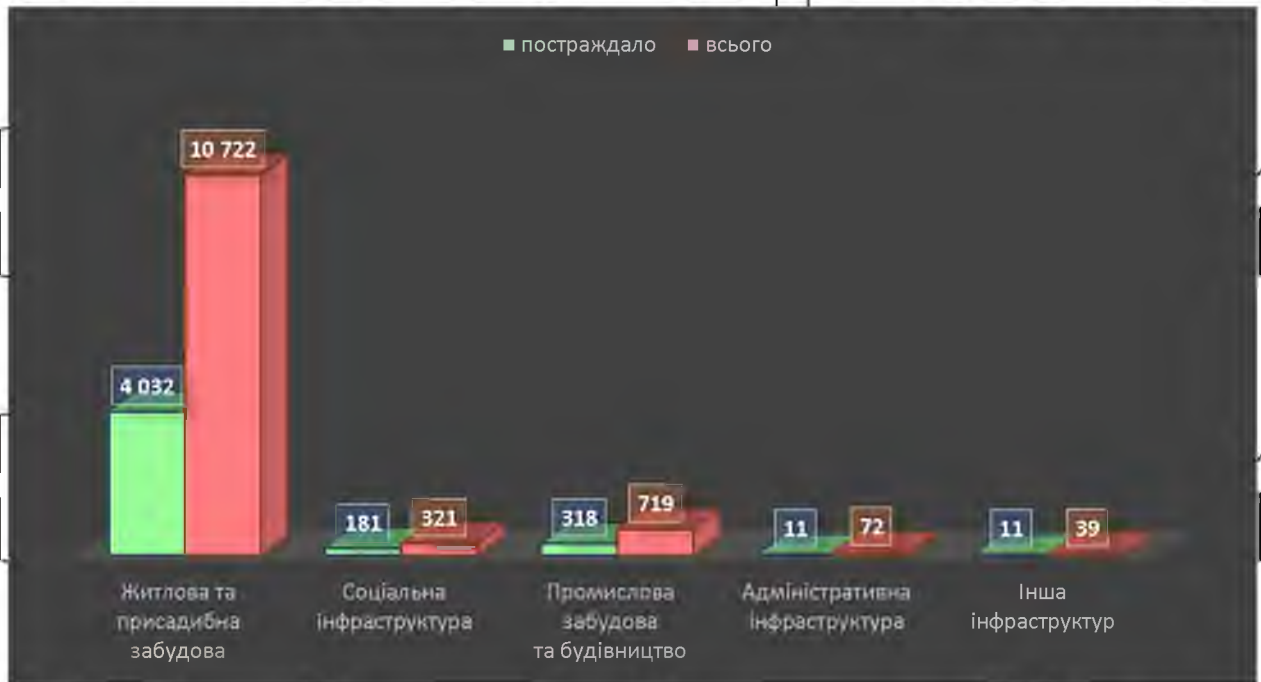 постраждало всього
10 722
4 032
181 321 318 719 11 72 11 39
Житлова та
присадибна
забудова
Соціальна
інфраструктура
Промислова
забудова
та будівництво
Адміністративна
інфраструктура
Інша
інфраструктур